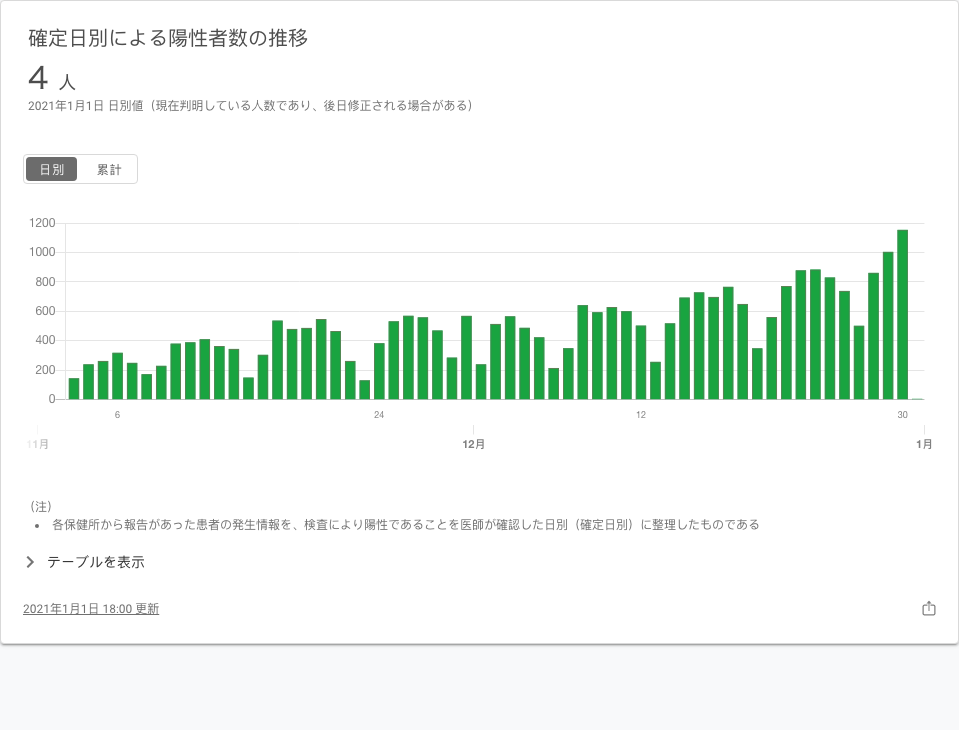 確定日別による陽性者数の推移
4 人
2021年1月1日 日別値（現在判明している人数であり、後日修正される場合がある）
日別 累計
1200
1000
800
600
400
200
0
6 24 12 30
11月 12月 1月
（注）
• 各保健所から報告があった患者の発生情報を、検査により陽性であることを医師が確認した日別（確定日別）に整理したものである
テーブルを表示
2021年1月1日 18:00 更新